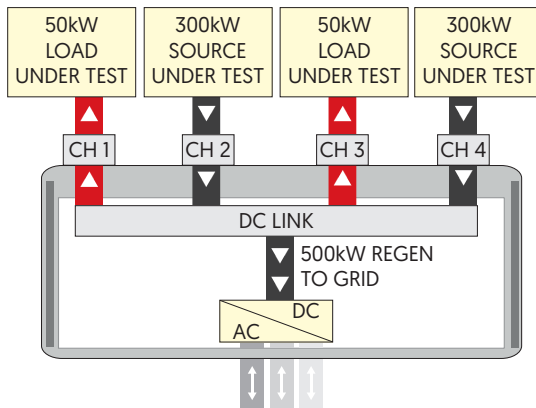 50kW
LOAD
UNDER TEST
300kW
SOURCE
UNDER TEST
50kW
LOAD
UNDER TEST
300kW
SOURCE
UNDER TEST
CH 1
CH 2
CH 3
CH 4
DC LINK
500kW REGEN
TO GRID
DC
AC